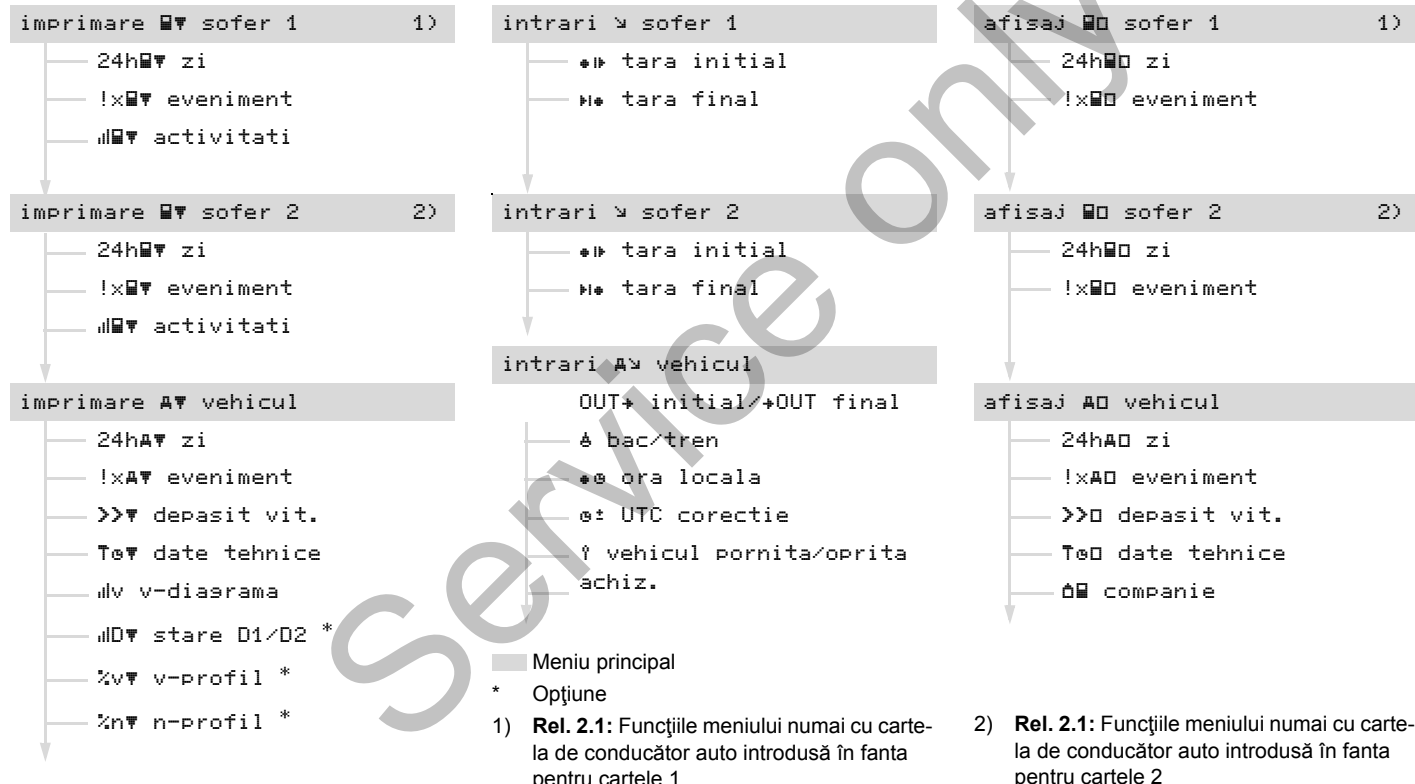 imprimare sofer 1 1)
24h zi
!x eveniment
activitati
imprimare sofer 2 2)
24h zi
!x eveniment
activitati
imprimare vehicul
24h zi
!x eveniment
>> depasit vit.
T date tehnice
v v-diagrama
D stare D1/D2 *
%v v-profil *
%n n-profil *
intrari sofer 1
tara initial
tara final
intrari sofer 2
tara initial
tara final
intrari vehicul
OUT+ initial/+OUT final
bac/tren
ora locala
UTC corectie
vehicul pornita/oprita
achiz.
Meniu principal
* Opţiune
1) Rel. 2.1: Funcţiile meniului numai cu carte-
la de conducător auto introdusă în fanta
pentru cartele 1
afisaj sofer 1 1)
24h zi
!x eveniment
afisaj sofer 2 2)
24h zi
!x eveniment
afisaj vehicul
24h zi
!x eveniment
>> depasit vit.
T date tehnice
companie
2) Rel. 2.1: Funcţiile meniului numai cu carte-
la de conducător auto introdusă în fanta
pentru cartele 2
Service only